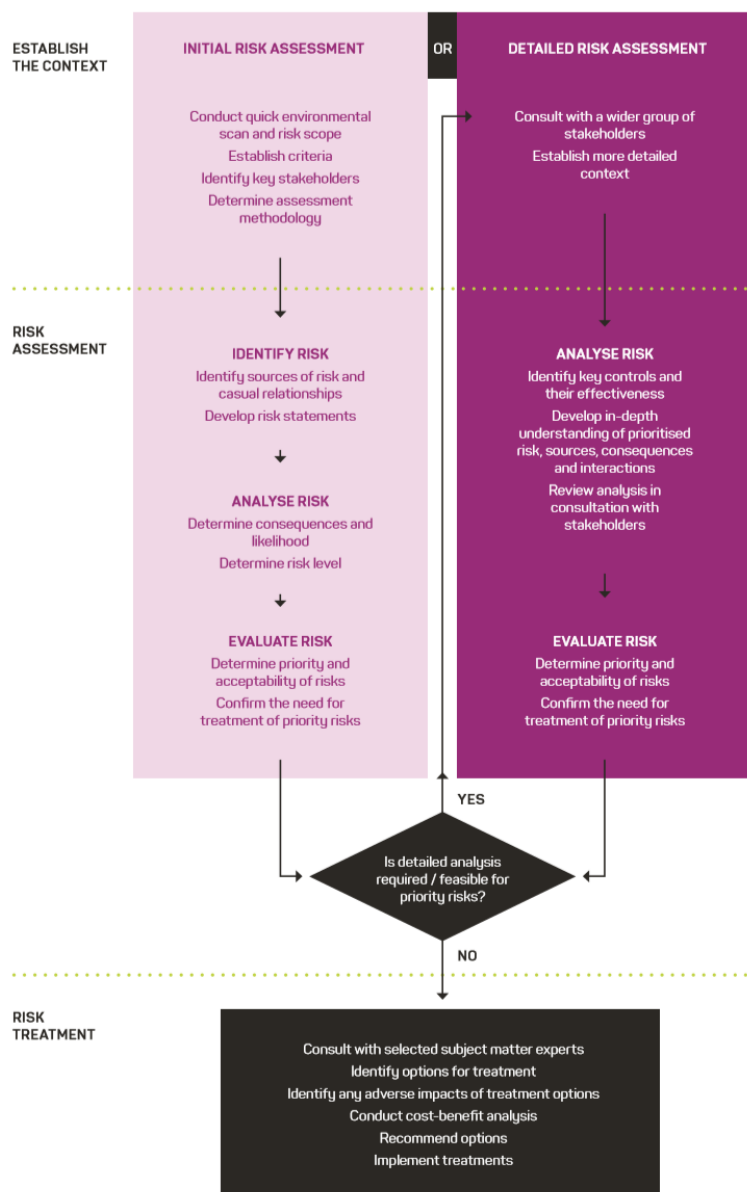 ESTABLISH
THE CONTEXT
INITIAL RISK ASSESSMENT
OR
DETAILED RISK ASSESSMENT
Conduct quick environmental
scan and risk scope
Establish criteria
Identify key stakeholders
Determine assessment
methodology
Consult with a wider group of
stakeholders
Establish more detailed
context
RISK
ASSESSMENT
IDENTIFY RISK
Identify sources of risk and
casual relationships
Develop risk statements
ANALYSE RISK
Determine consequences and
likelihood
Determine risk level
EVALUATE RISK
Determine priority and
acceptability of risks
Confirm the need for
treatment of priority risks
ANALYSE RISK
Identify key controls and
their effectiveness
Develop in-depth
understanding of prioritised
risk, sources, consequences
and interactions
Review analysis in
consultation with
stakeholders
EVALUATE RISK
Determine priority and
acceptability of risks
Confirm the need for
treatment of priority risks
YES
Is detailed analysis
required / feasible for
priority risks?
NO
RISK
TREATMENT
Consult with selected subject matter experts
Identify options for treatment
Identify any adverse impacts of treatment options
Conduct cost-benefit analysis
Recommend options
Implement treatments